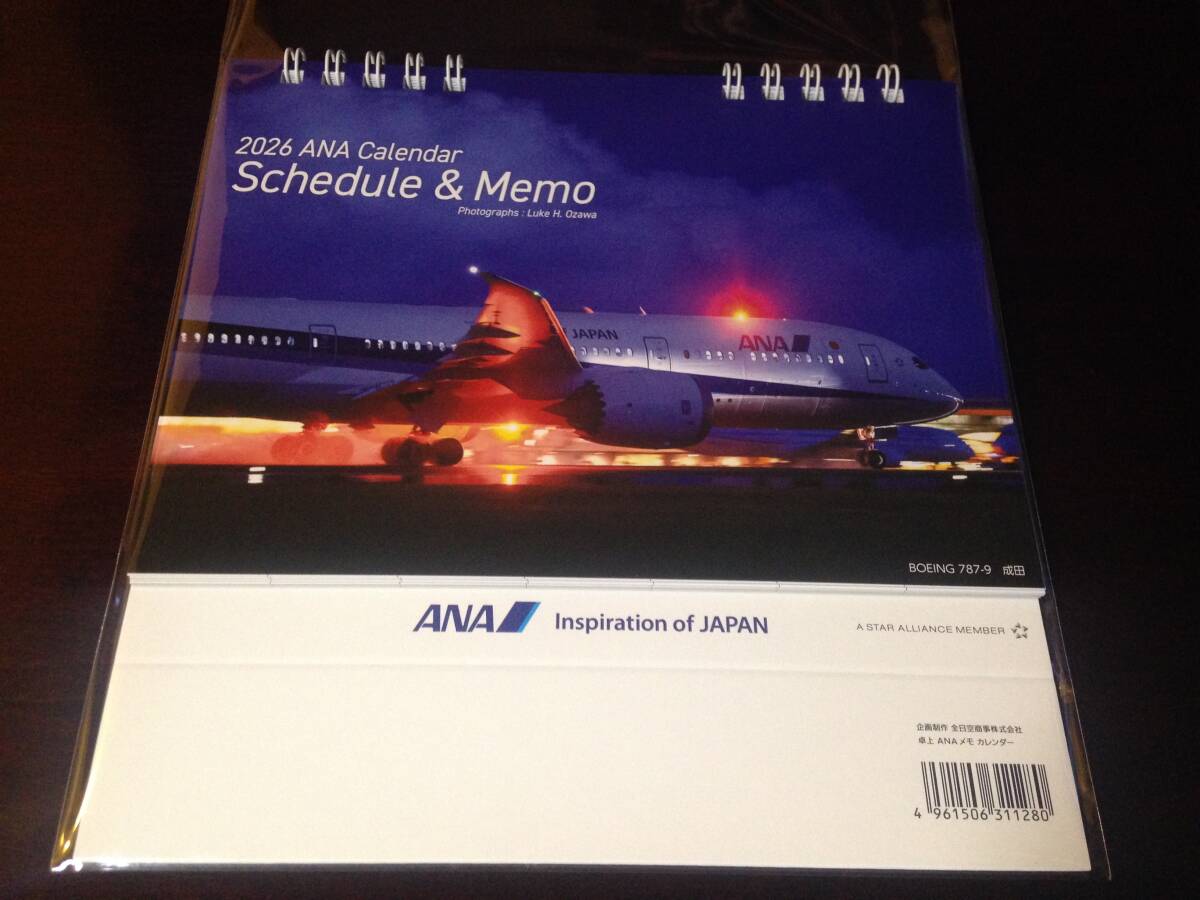 2026 ANA Calendar
Schedule & Memo
Photographs : Luke H. Ozawa
JAPAN
ANA
BOEING 787-9 成田
ANA Inspiration of JAPAN
A STAR ALLIANCE MEMBER
企画制作 全日空商事株式会社
卓上 ANAメモ カレンダー
4 961506 311280